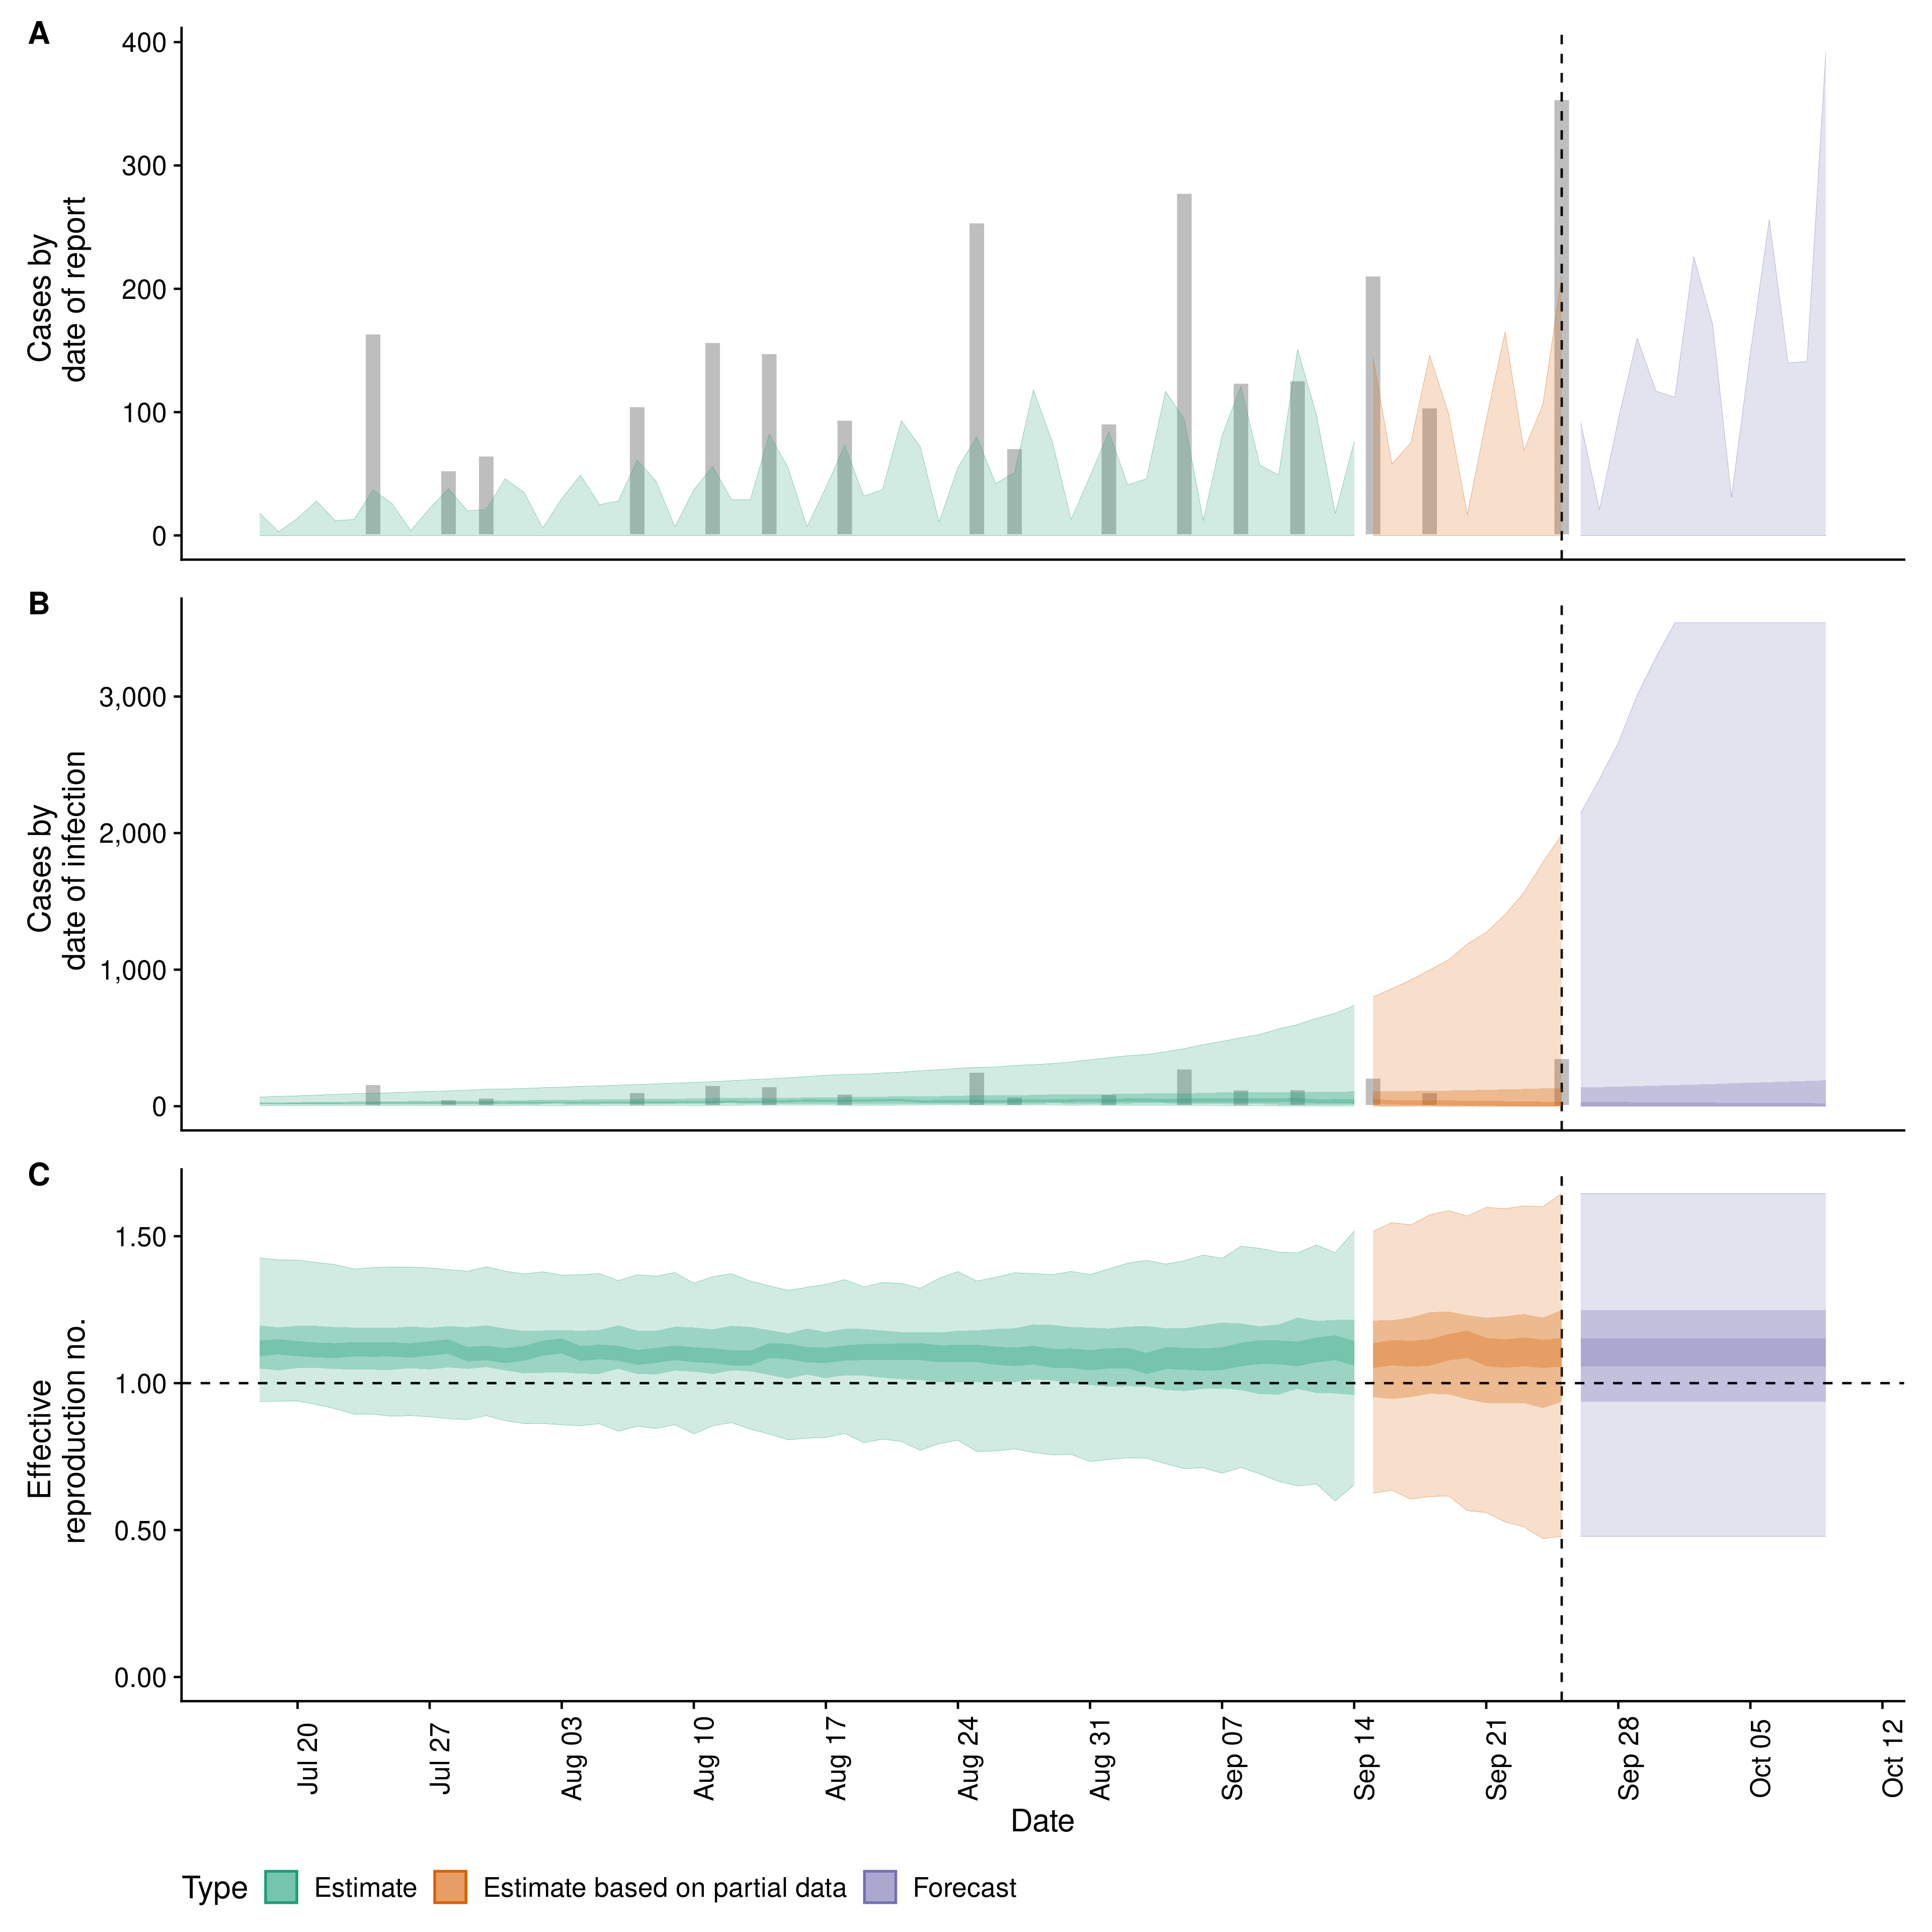 A
400
300
200
100
0
Cases by
date of report
B
3,000
2,000
1,000
0
Cases by
date of infection
C
1.50
1.00
0.50
0.00
Effective
reproduction no.
Jul 20
Jul 27
Aug 03
Aug 10
Aug 17
Aug 24
Aug 31
Sep 07
Sep 14
Sep 21
Sep 28
Oct 05
Oct 12
Date
Type Estimate Estimate based on partial data Forecast